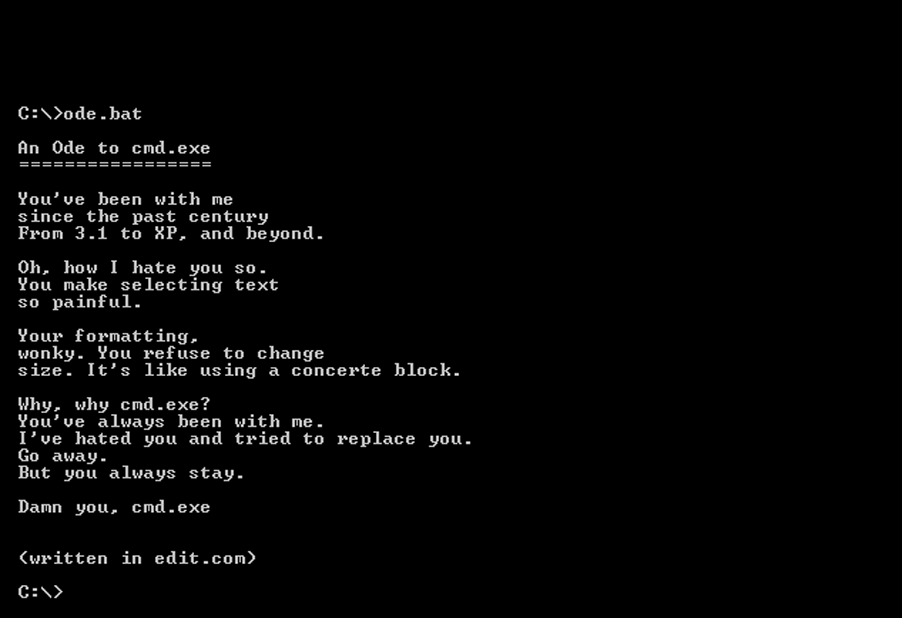 C:\>ode.bat
An Ode to cmd.exe
=================
You've been with me
since the past century
From 3.1 to XP, and beyond.
Oh, how I hate you so.
You make selecting text
so painful.
Your formatting,
wonky. You refuse to change
size. It's like using a concerte block.
Why, why cmd.exe?
You've always been with me.
I've hated you and tried to replace you.
Go away.
But you always stay.
Damn you, cmd.exe
(written in edit.com)
C:\>